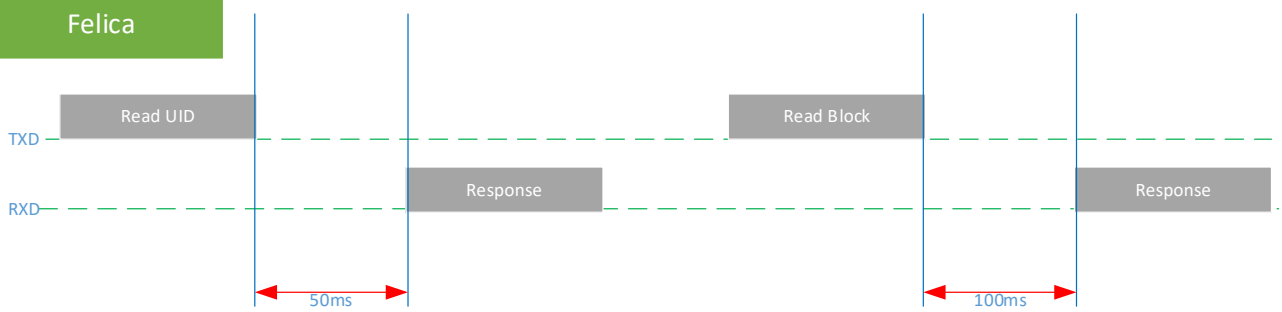 Felica
Read UID
Read Block
TXD
Response
Response
RXD
50ms
100ms